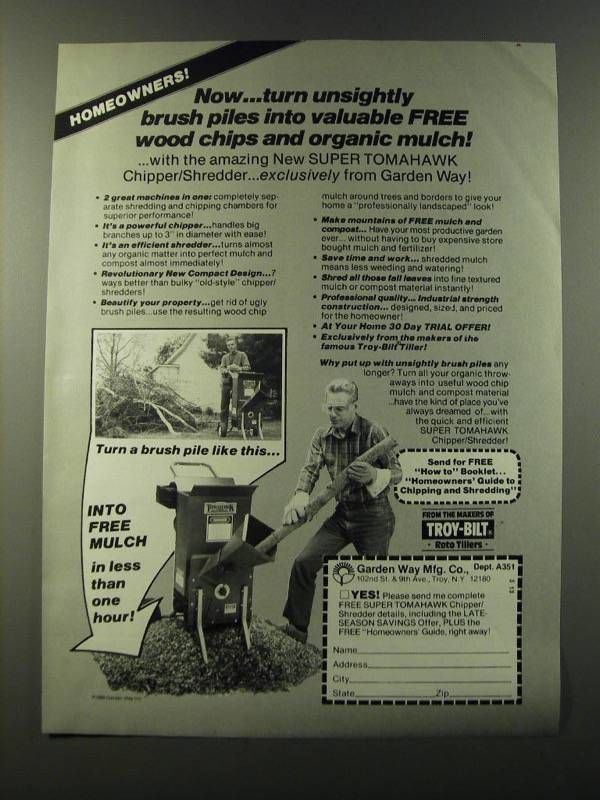 HOMEOWNERS!
Now...turn unsightly
brush piles into valuable FREE
wood chips and organic mulch!
...with the amazing New SUPER TOMAHAWK
Chipper/Shredder...exclusively from Garden Way!
• 2 great machines in one: completely sep-
arate shredding and chipping chambers for
superior performance!
• It's a powerful chipper...handles big
branches up to 3" in diameter with ease!
• It's an efficient shredder...turns almost
any organic matter into perfect mulch and
compost almost immediately!
• Revolutionary New Compact Design...7
ways better than bulky "old-style" chipper/
shredders!
• Beautify your property...get rid of ugly
brush piles...use the resulting wood chip
mulch around trees and borders to give your
home a "professionally landscaped" look!
• Make mountains of FREE mulch and
compost... Have your most productive garden
ever... without having to buy expensive store
bought mulch and fertilizer!
• Save time and work... shredded mulch
means less weeding and watering!
• Shred all those fall leaves into fine textured
mulch or compost material instantly!
• Professional quality... Industrial strength
construction... designed, sized, and priced
for the homeowner!
• At Your Home 30 Day TRIAL OFFER!
• Exclusively from the makers of the
famous Troy-Bilt Tiller!
Why put up with unsightly brush piles any
longer? Turn all your organic throw-
aways into useful wood chip
mulch and compost material
...have the kind of place you've
always dreamed of...with
the quick and efficient
SUPER TOMAHAWK
Chipper/Shredder!
Turn a brush pile like this...
INTO
FREE
MULCH
in less
than
one
hour!
TOMAHAWK
Send for FREE
"How to" Booklet...
"Homeowners' Guide to
Chipping and Shredding"
FROM THE MAKERS OF
TROY-BILT®
• Roto Tillers •
Garden Way Mfg. Co., Dept. A351
102nd St. & 9th Ave., Troy, N.Y. 12180
YES! Please send me complete
FREE SUPER TOMAHAWK Chipper/
Shredder details, including the LATE-
SEASON SAVINGS Offer, PLUS the
FREE "Homeowners' Guide, right away!
Name
Address
City
State Zip